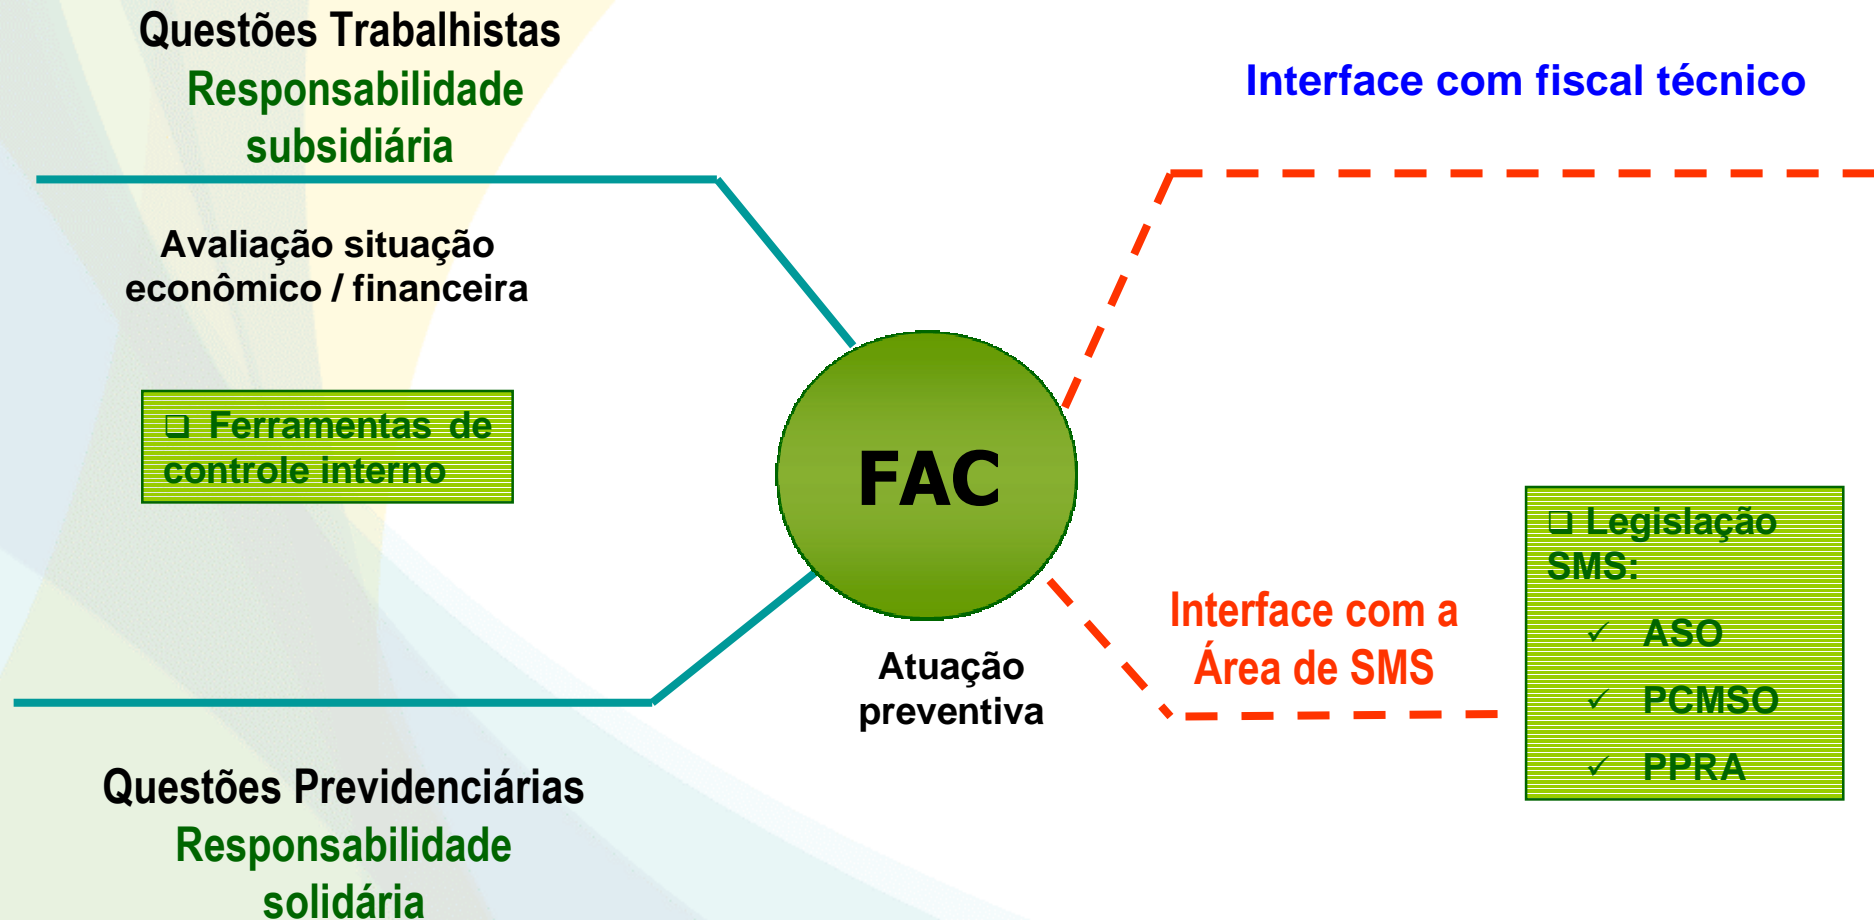 Questões Trabalhistas
Responsabilidade
subsidiária
Avaliação situação
econômico / financeira
❑ Ferramentas de
controle interno
Questões Previdenciárias
Responsabilidade
solidária
FAC
Atuação
preventiva
Interface com fiscal técnico
Interface com a
Área de SMS
❑ Legislação
SMS:
✓ ASO
✓ PCMSO
✓ PPRA